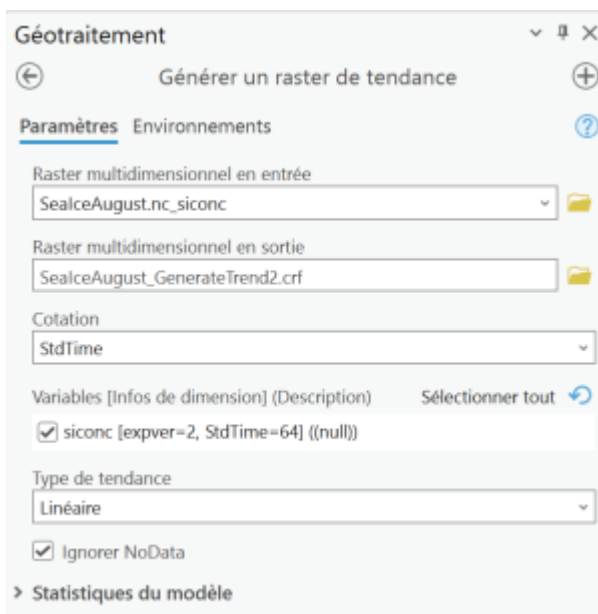 Géotraitement
Générer un raster de tendance
Paramètres Environnements
Raster multidimensionnel en entrée
SeaIceAugust.nc_siconc
Raster multidimensionnel en sortie
SeaIceAugust_GenerateTrend2.crf
Cotation
StdTime
Variables [Infos de dimension] (Description) Sélectionner tout
siconc [expver=2, StdTime=64] ((null))
Type de tendance
Linéaire
Ignorer NoData
Statistiques du modèle